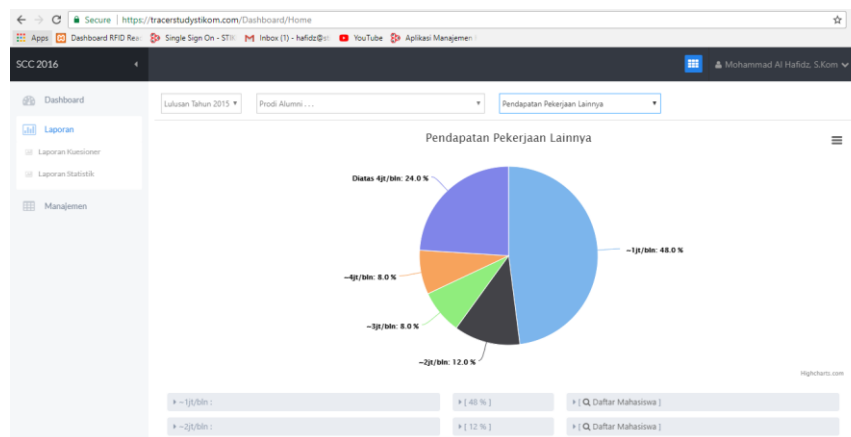 Secure | https://tracerstudystikom.com/Dashboard/Home
Apps Dashboard RFID Rea Single Sign On - STIK Inbox (1) - hafidz@st YouTube Aplikasi Manajemen
SCC 2016
Mohammad Al Hafidz, S.Kom
Dashboard
Laporan
Laporan Kuesioner
Laporan Statistik
Manajemen
Lulusan Tahun 2015 Prodi Alumni . . . Pendapatan Pekerjaan Lainnya
Pendapatan Pekerjaan Lainnya
Diatas 4jt/bln: 24.0 %
~1jt/bln: 48.0 %
~4jt/bln: 8.0 %
~3jt/bln: 8.0 %
~2jt/bln: 12.0 %
Highcharts.com
~1jt/bln : [ 48 % ] [ Daftar Mahasiswa ]
~2jt/bln : [ 12 % ] [ Daftar Mahasiswa ]